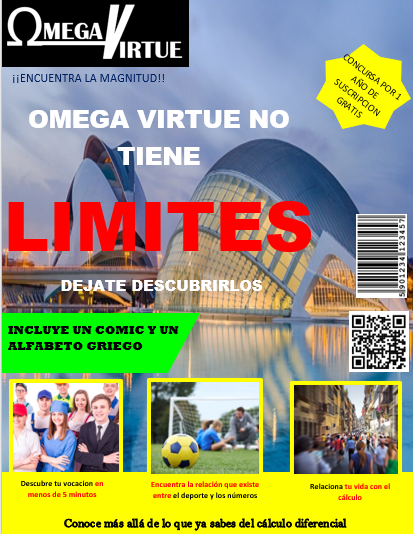 ΩMEGA VIRTUE
¡¡ENCUENTRA LA MAGNITUD!!
CONCURSA POR 1
AÑO DE
SUSCRIPCION
GRATIS
OMEGA VIRTUE NO
TIENE
LIMITES
DEJATE DESCUBRIRLOS
5901234123457
INCLUYE UN COMIC Y UN
ALFABETO GRIEGO
Descubre tu vocacion en
menos de 5 minutos
Encuentra la relación que existe
entre el deporte y los números
Relaciona tu vida con el
cálculo
Conoce más allá de lo que ya sabes del cálculo diferencial